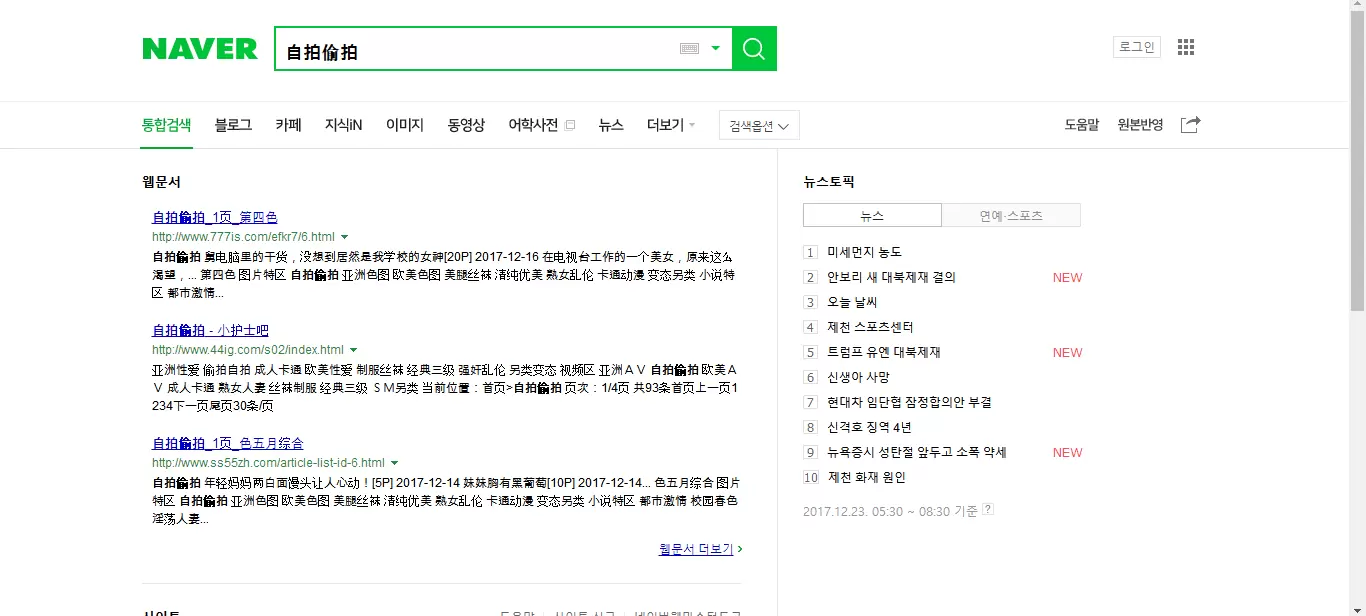 NAVER
自拍偷拍
로그인
통합검색 블로그 카페 지식iN 이미지 동영상 어학사전 뉴스 더보기 검색옵션 도움말 원본반영
웹문서
自拍偷拍_1页_第四色
http://www.777is.com/efkr7/6.html
自拍偷拍 舅电脑里的干货，没想到居然是我学校的女神[20P] 2017-12-16 在电视台工作的一个美女，原来这么
渴望，... 第四色 图片特区 自拍偷拍 亚洲色图 欧美色图 美腿丝袜 清纯优美 熟女乱伦 卡通动漫 变态另类 小说特
区 都市激情...
自拍偷拍 - 小护士吧
http://www.44ig.com/s02/index.html
亚洲性爱 偷拍自拍 成人卡通 欧美性爱 制服丝袜 经典三级 强奸乱伦 另类变态 视频区 亚洲ＡＶ 自拍偷拍 欧美Ａ
Ｖ 成人卡通 熟女人妻 丝袜制服 经典三级 ＳＭ另类 当前位置：首页>自拍偷拍 页次：1/4页 共93条首页上一页1
234下一页尾页30条/页
自拍偷拍_1页_色五月综合
http://www.ss55zh.com/article-list-id-6.html
自拍偷拍 年轻妈妈两白面馒头让人心动！[5P] 2017-12-14 妹妹胸有黑葡萄[10P] 2017-12-14... 色五月综合 图片
特区 自拍偷拍 亚洲色图 欧美色图 美腿丝袜 清纯优美 熟女乱伦 卡通动漫 变态另类 小说特区 都市激情 校园春色
淫荡人妻...
웹문서 더보기
뉴스토픽
뉴스 연예·스포츠
1 미세먼지 농도
2 안보리 새 대북제재 결의 NEW
3 오늘 날씨
4 제천 스포츠센터
5 트럼프 유엔 대북제재 NEW
6 신생아 사망
7 현대차 임단협 잠정합의안 부결
8 신격호 징역 4년
9 뉴욕증시 성탄절 앞두고 소폭 약세 NEW
10 제천 화재 원인
2017.12.23. 05:30 ~ 08:30 기준 ?